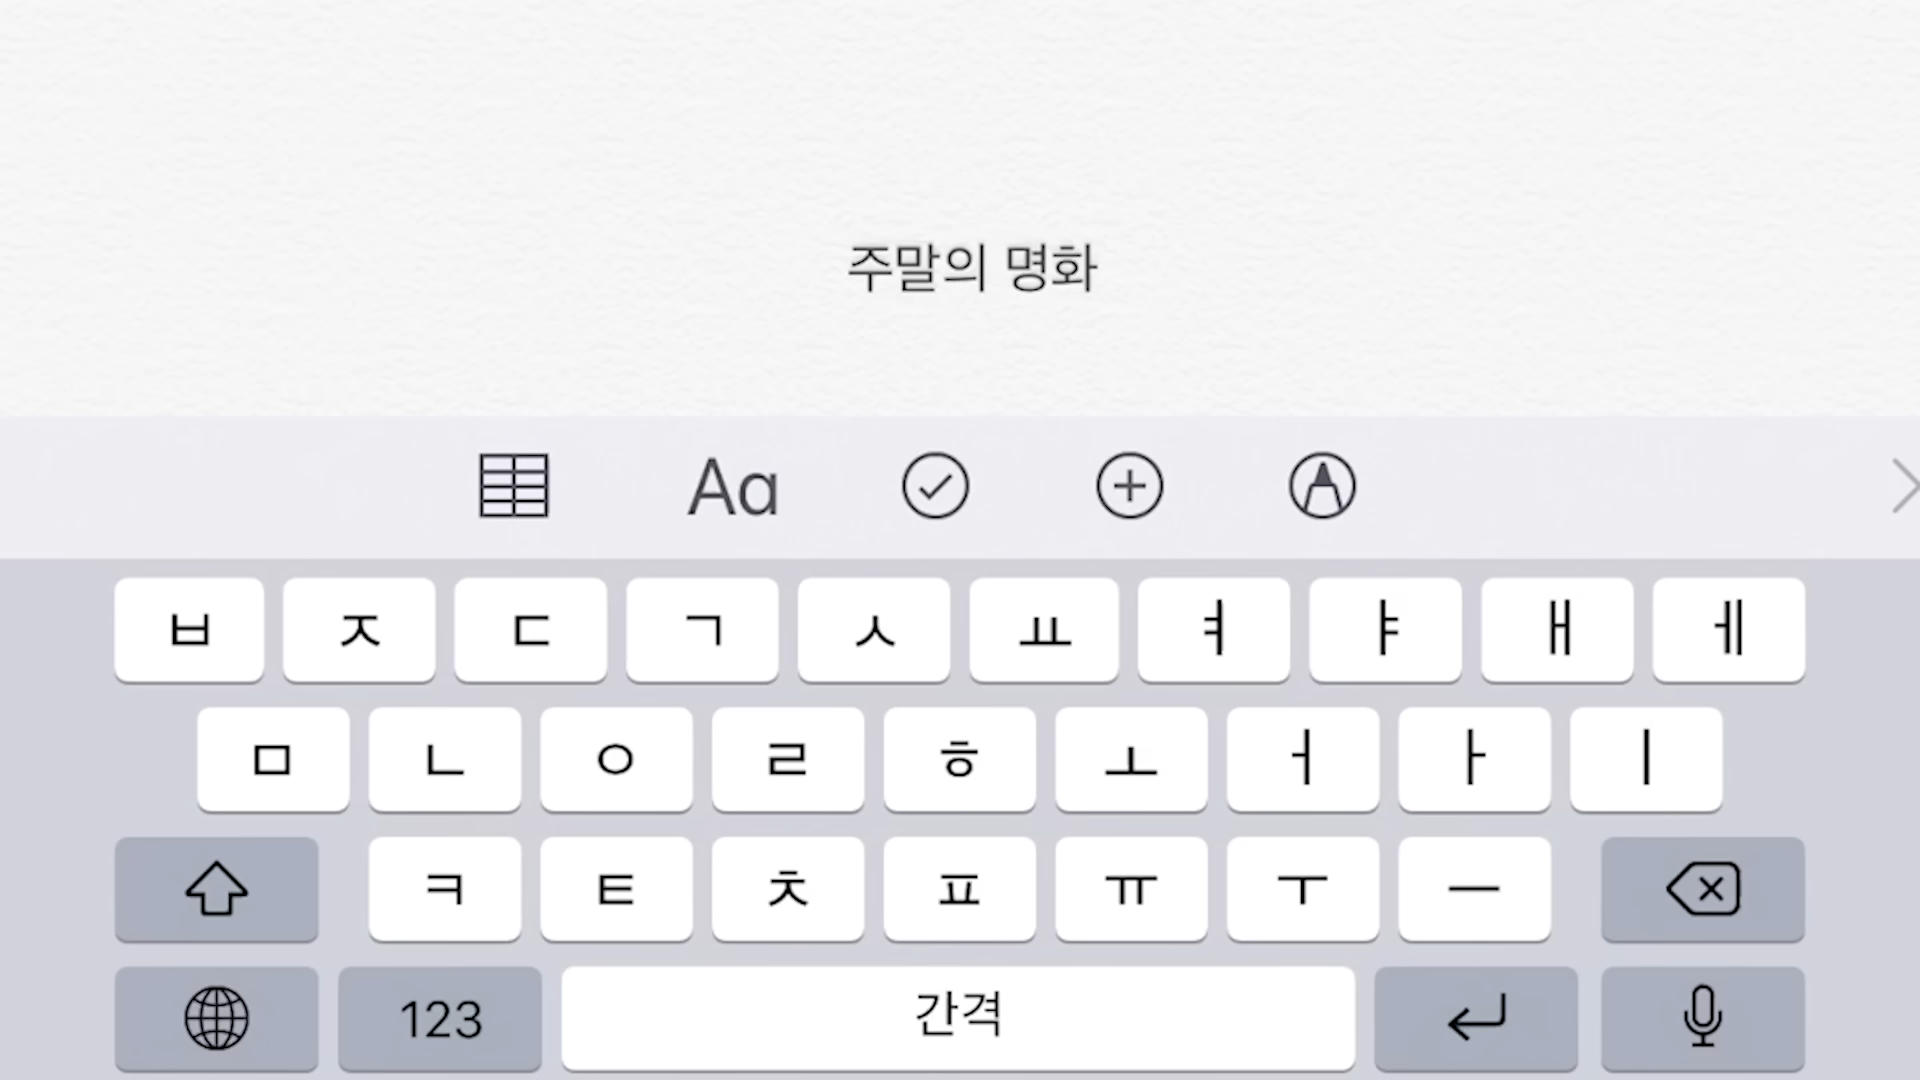 주말의 명화
Aa
ㅂ ㅈ ㄷ ㄱ ㅅ ㅛ ㅕ ㅑ ㅐ ㅔ
ㅁ ㄴ ㅇ ㄹ ㅎ ㅗ ㅓ ㅏ ㅣ
ㅋ ㅌ ㅊ ㅍ ㅠ ㅜ ㅡ
123 간격